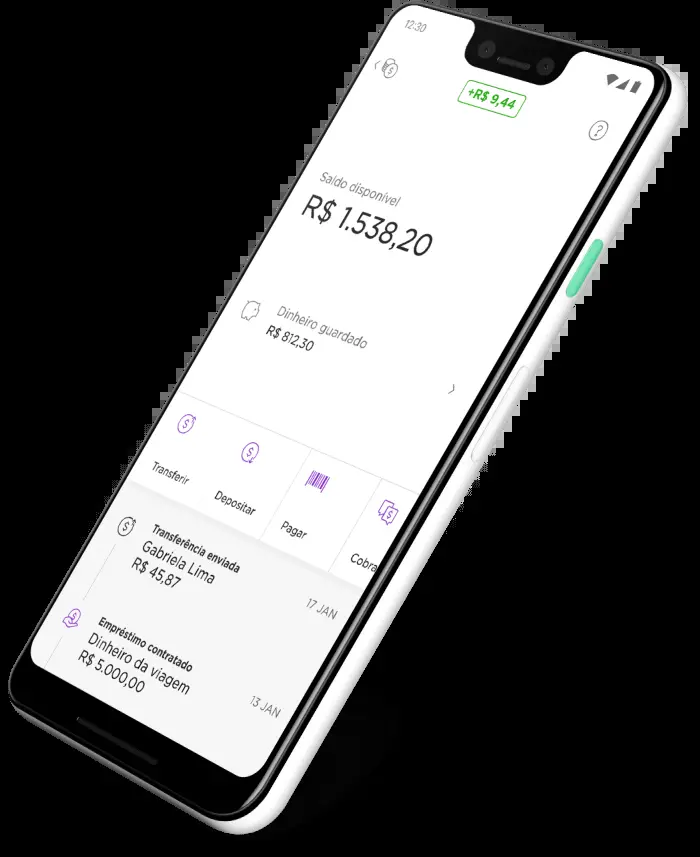 12:30
+R$ 9,44
?
Saldo disponível
R$ 1.538,20
Dinheiro guardado
R$ 812,30
Transferir
Depositar
Pagar
Cobra
Transferência enviada
Gabriela Lima
R$ 45,87
17 JAN
Empréstimo contratado
Dinheiro da viagem
R$ 5.000,00
13 JAN